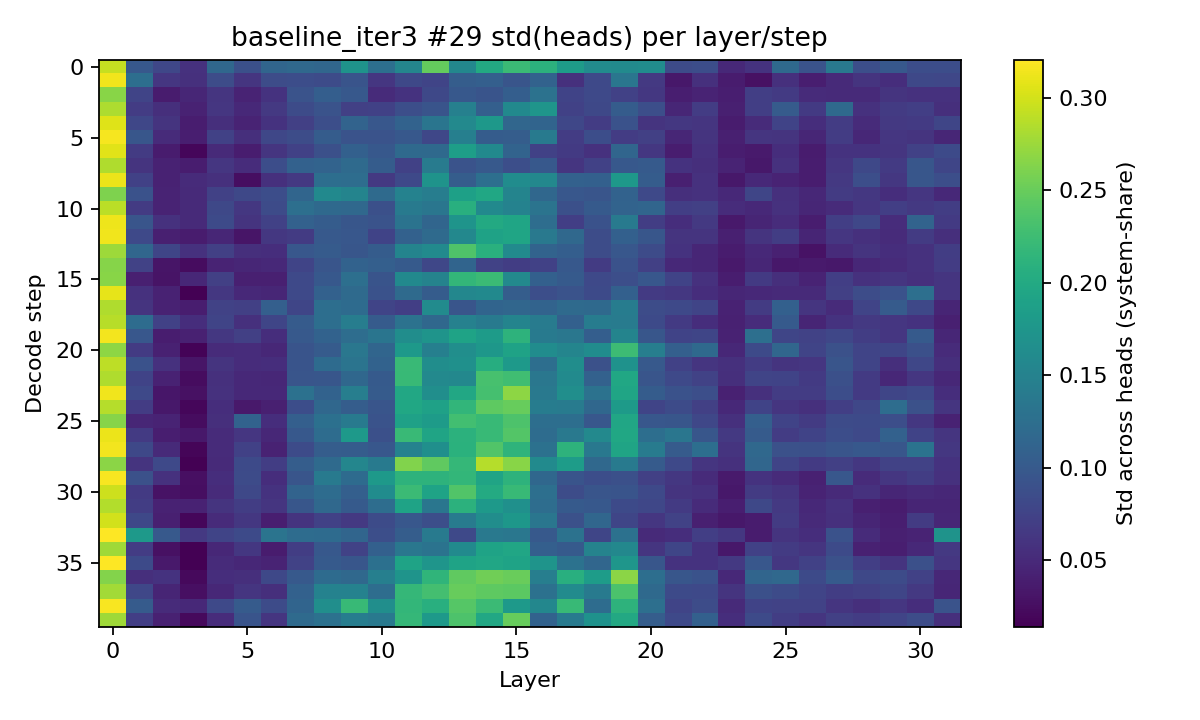 baseline_iter3 #29 std(heads) per layer/step
0
5
10
15
20
25
30
35
Decode step
0 5 10 15 20 25 30
Layer
0.30
0.25
0.20
0.15
0.10
0.05
Std across heads (system-share)